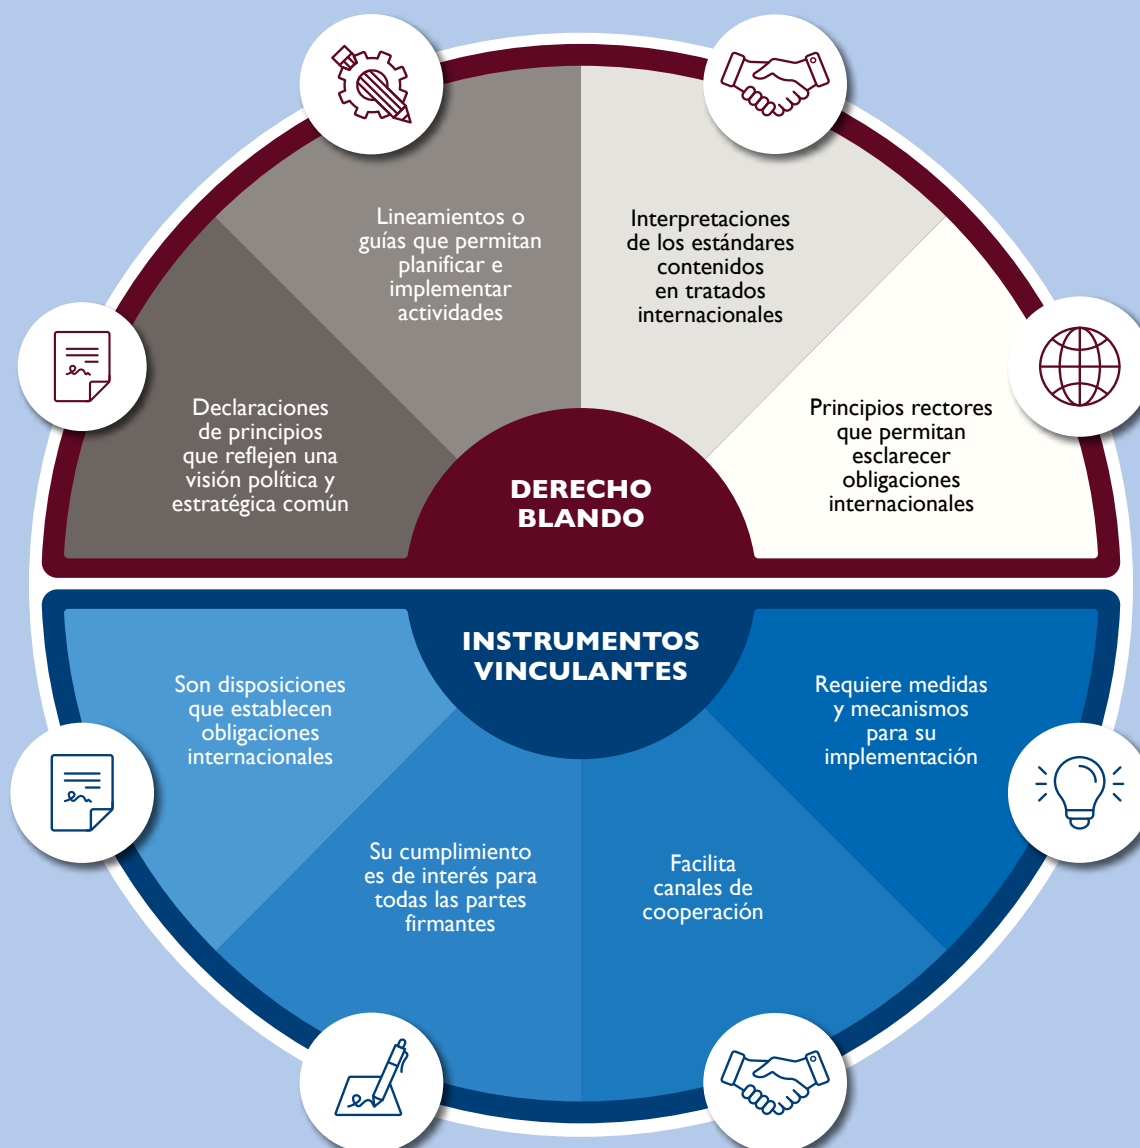 Lineamientos o
guías que permitan
planificar e
implementar
actividades
Interpretaciones
de los estándares
contenidos
en tratados
internacionales
Declaraciones
de principios
que reflejen una
visión política y
estratégica común
Principios rectores
que permitan
esclarecer
obligaciones
internacionales
DERECHO
BLANDO
INSTRUMENTOS
VINCULANTES
Son disposiciones
que establecen
obligaciones
internacionales
Su cumplimiento
es de interés para
todas las partes
firmantes
Facilita
canales de
cooperación
Requiere medidas
y mecanismos
para su
implementación